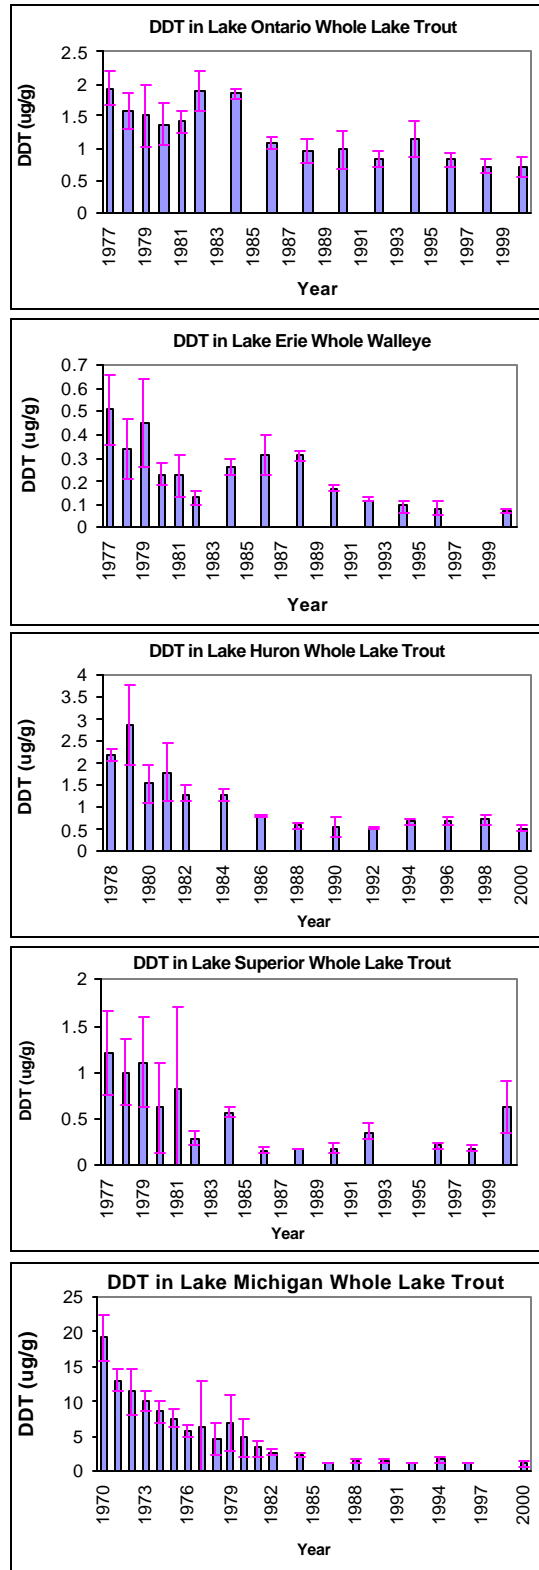 DDT in Lake Ontario Whole Lake Trout
DDT (ug/g)
2.5
2
1.5
1
0.5
0
1977 1979 1981 1983 1985 1987 1989 1991 1993 1995 1997 1999
Year
DDT in Lake Erie Whole Walleye
DDT (ug/g)
0.7
0.6
0.5
0.4
0.3
0.2
0.1
0
1977 1979 1981 1983 1985 1987 1989 1991 1993 1995 1997 1999
Year
DDT in Lake Huron Whole Lake Trout
DDT (ug/g)
4
3.5
3
2.5
2
1.5
1
0.5
0
1978 1980 1982 1984 1986 1988 1990 1992 1994 1996 1998 2000
Year
DDT in Lake Superior Whole Lake Trout
DDT (ug/g)
2
1.5
1
0.5
0
1977 1979 1981 1983 1985 1987 1989 1991 1993 1995 1997 1999
Year
DDT in Lake Michigan Whole Lake Trout
DDT (ug/g)
25
20
15
10
5
0
1970 1973 1976 1979 1982 1985 1988 1991 1994 1997 2000
Year